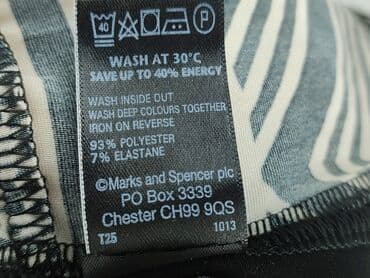 40 P
WASH AT 30°C
SAVE UP TO 40% ENERGY
WASH INSIDE OUT
WASH DEEP COLOURS TOGETHER
IRON ON REVERSE
93% POLYESTER
7% ELASTANE
©Marks and Spencer plc
PO Box 3339
Chester CH99 9QS
T25 1013